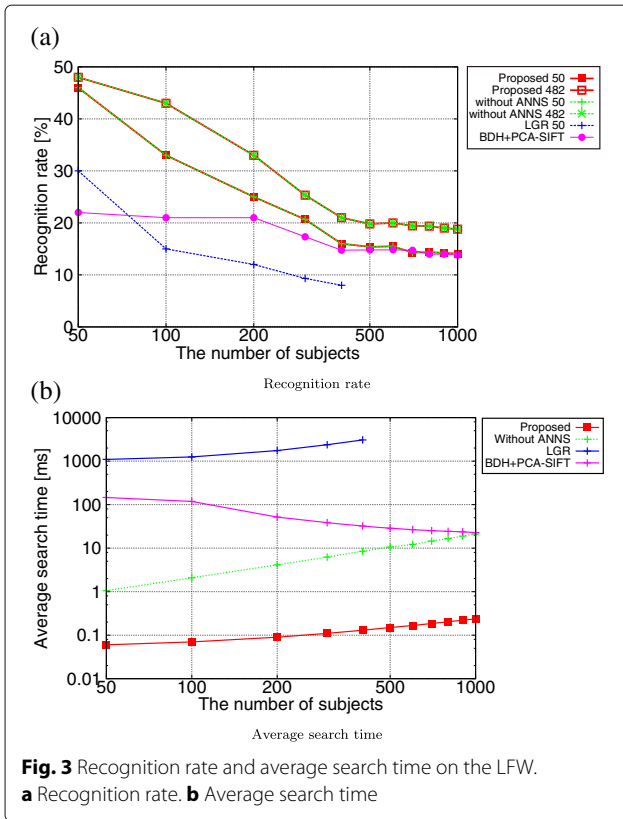 (a)
Recognition rate [%]
50
40
30
20
10
0
50 100 200 500 1000
The number of subjects
Proposed 50
Proposed 482
without ANNS 50
without ANNS 482
LGR 50
BDH+PCA-SIFT
Recognition rate
(b)
Average search time [ms]
10000
1000
100
10
1
0.1
0.01
50 100 200 500 1000
The number of subjects
Proposed
Without ANNS
LGR
BDH+PCA-SIFT
Average search time
Fig. 3 Recognition rate and average search time on the LFW.
a Recognition rate. b Average search time